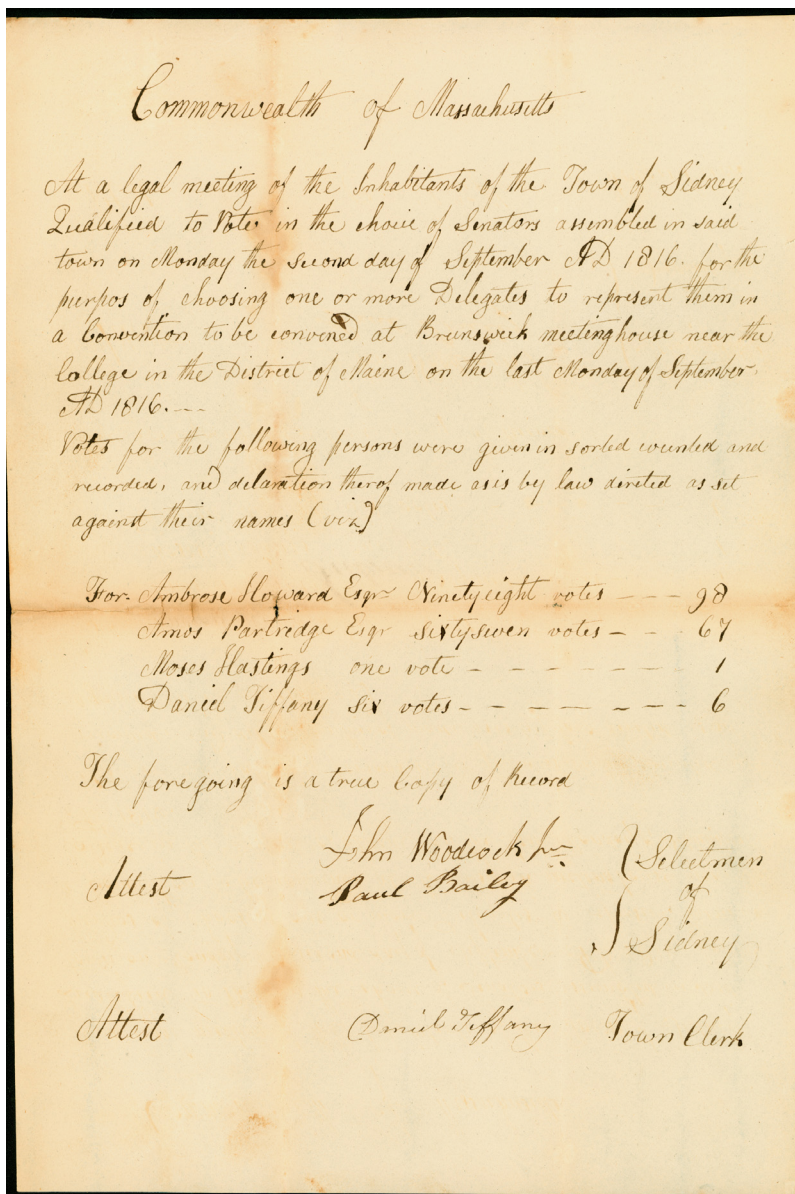 Commonwealth of Massachusetts
At a legal meeting of the Inhabitants of the Town of Sidney
Qualified to Vote in the choice of Senators assembled in said
town on Monday the second day of September AD 1816. for the
purpos of choosing one or more Delegates to represent them in
a Convention to be convened at Brunswick meetinghouse near the
College in the District of Maine on the last Monday of September
AD 1816.---
Votes for the following persons were given in sorted counted and
recorded, and delaration therof made as is by law direted as set
against their names (viz)
For. Ambrose Howard Esqr Ninetyeight votes - - - 98
Amos Partridge Esqr sixtyseven votes - - - 67
Moses Hastings one vote - - - - - - - - 1
Daniel Tiffany six votes - - - - - - - - 6
The foregoing is a true Copy of Record
John Woodcock Jun
Paul Bailey
Attest
Selectmen
of
Sidney
Attest Daniel Tiffany Town Clerk